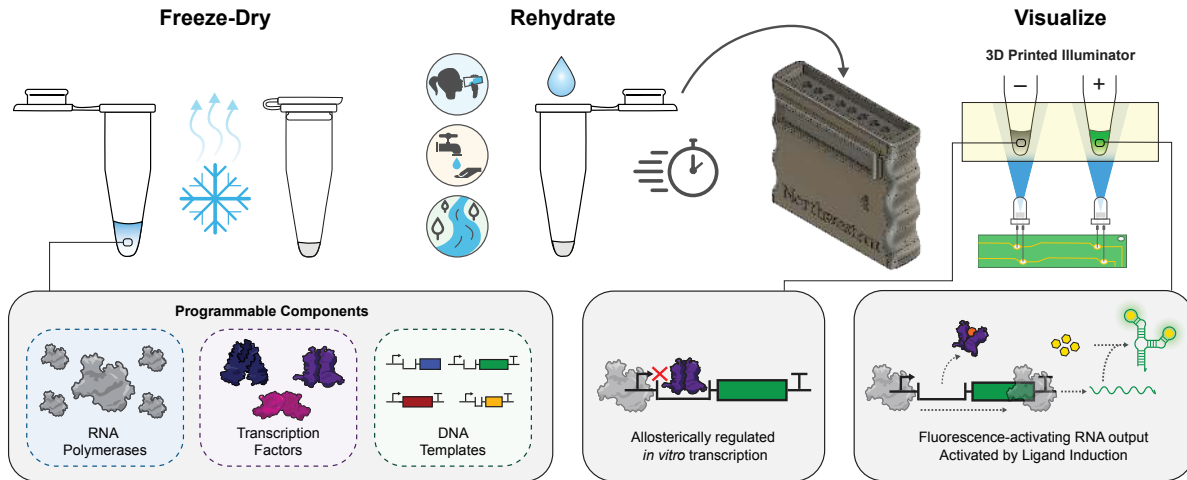 Freeze-Dry
Rehydrate
Visualize
3D Printed Illuminator
–
+
Northeastern
Programmable Components
RNA
Polymerases
Transcription
Factors
DNA
Templates
Allosterically regulated
in vitro transcription
Fluorescence-activating RNA output
Activated by Ligand Induction